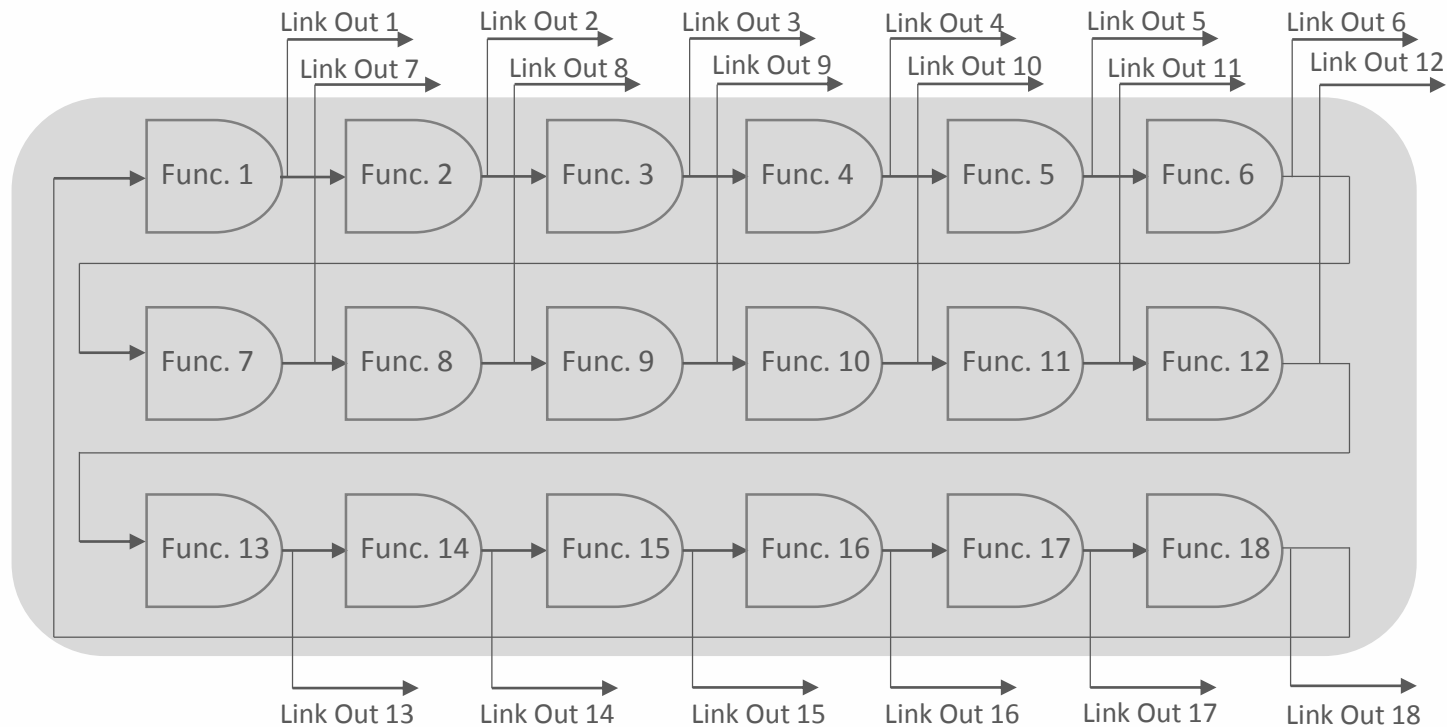 Link Out 1
Link Out 2
Link Out 3
Link Out 4
Link Out 5
Link Out 6
Link Out 7
Link Out 8
Link Out 9
Link Out 10
Link Out 11
Link Out 12
Func. 1
Func. 2
Func. 3
Func. 4
Func. 5
Func. 6
Func. 7
Func. 8
Func. 9
Func. 10
Func. 11
Func. 12
Func. 13
Func. 14
Func. 15
Func. 16
Func. 17
Func. 18
Link Out 13
Link Out 14
Link Out 15
Link Out 16
Link Out 17
Link Out 18